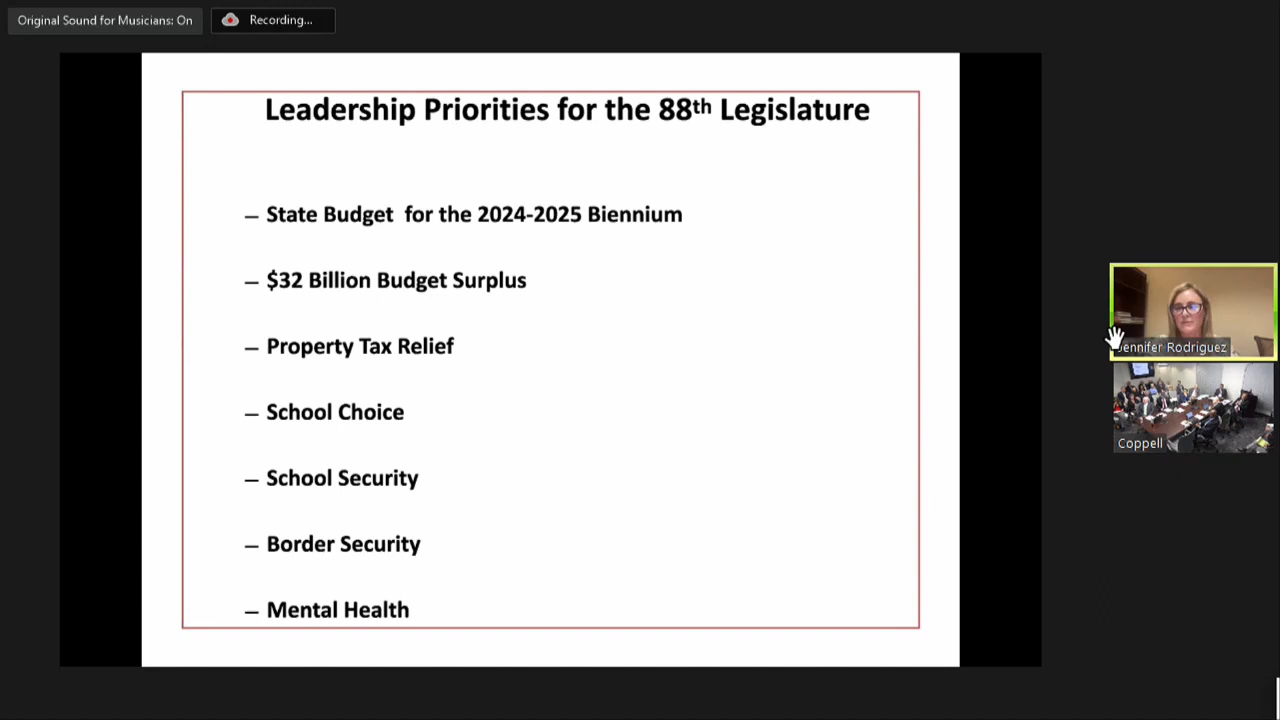 Original Sound for Musicians: On
Recording...
Leadership Priorities for the 88th Legislature
– State Budget for the 2024-2025 Biennium
– $32 Billion Budget Surplus
– Property Tax Relief
– School Choice
– School Security
– Border Security
– Mental Health
Jennifer Rodriguez
Coppell